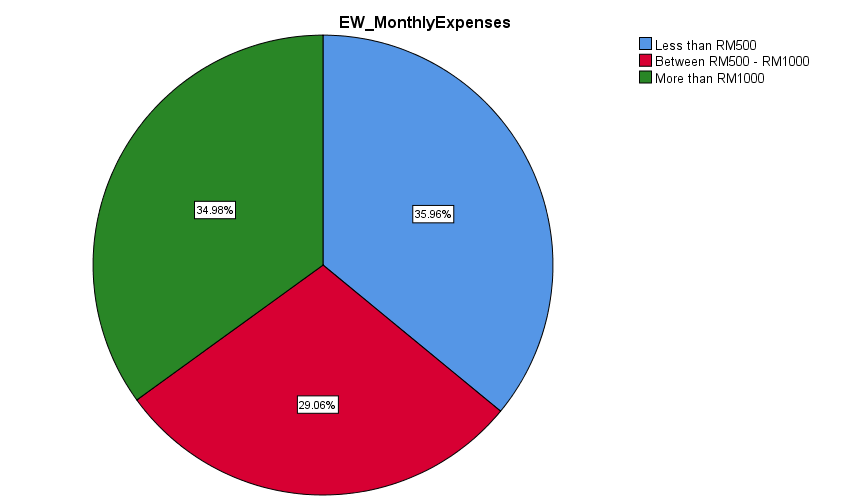 EW_MonthlyExpenses
Less than RM500
Between RM500 - RM1000
More than RM1000
34.98%
35.96%
29.06%